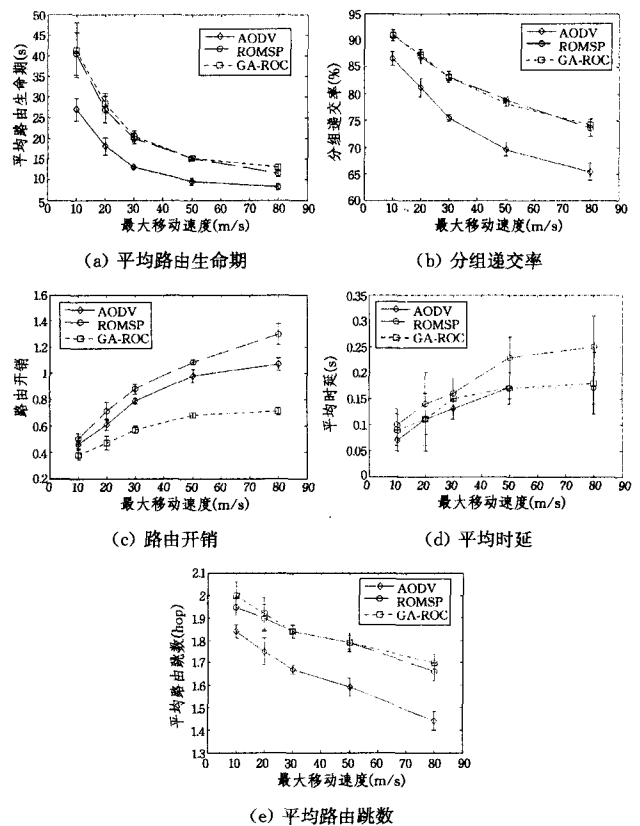 50
45
40
35
30
25
20
15
10
5
平均路由生命期(s)
AODV
ROMSP
GA-ROC
0 10 20 30 40 50 60 70 80 90
最大移动速度(m/s)
(a) 平均路由生命期
95
90
85
80
75
70
65
60
分组递交率(%)
AODV
ROMSP
GA-ROC
0 10 20 30 40 50 60 70 80 90
最大移动速度(m/s)
(b) 分组递交率
1.6
1.4
1.2
1.0
0.8
0.6
0.4
0.2
路由开销
AODV
ROMSP
GA-ROC
0 10 20 30 40 50 60 70 80 90
最大移动速度(m/s)
(c) 路由开销
0.35
0.3
0.25
0.2
0.15
0.1
0.05
0
平均时延(s)
AODV
ROMSP
GA-ROC
0 10 20 30 40 50 60 70 80 90
最大移动速度(m/s)
(d) 平均时延
2.1
2
1.9
1.8
1.7
1.6
1.5
1.4
1.3
平均路由跳数(hop)
AODV
ROMSP
GA-ROC
0 10 20 30 40 50 60 70 80 90
最大移动速度(m/s)
(e) 平均路由跳数